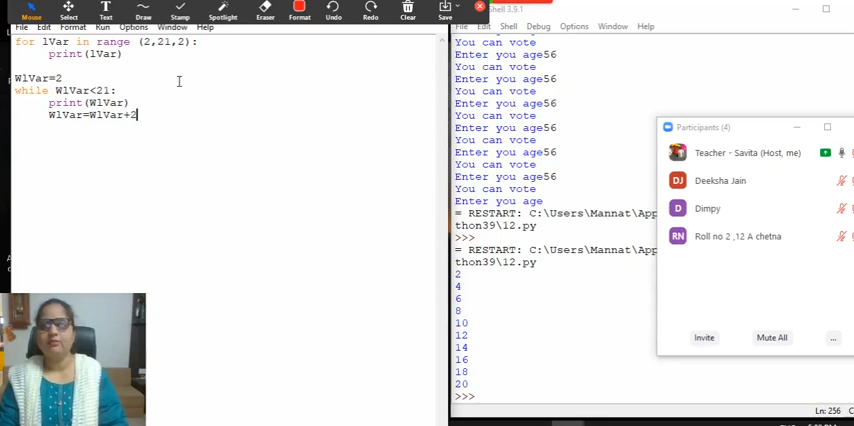 Mouse Select Text Draw Stamp Spotlight Eraser Format Undo Redo Clear Save
File Edit Format Run Options Window Help
for lVar in range (2,21,2):
print(lVar)
WlVar=2
while WlVar<21:
print(WlVar)
WlVar=WlVar+2
Shell 3.9.1
File Edit Shell Debug Options Window Help
You can vote
Enter you age56
You can vote
Enter you age56
You can vote
Enter you age56
You can vote
Enter you age56
You can vote
Enter you age56
You can vote
Enter you age56
You can vote
Enter you age
= RESTART: C:\Users\Mannat\App
thon39\12.py
>>>
= RESTART: C:\Users\Mannat\App
thon39\12.py
2
4
6
8
10
12
14
16
18
20
>>>
Ln: 256
Participants (4)
Teacher - Savita (Host, me)
DJ Deeksha Jain
D Dimpy
RN Roll no 2 ,12 A chetna
Invite Mute All ...